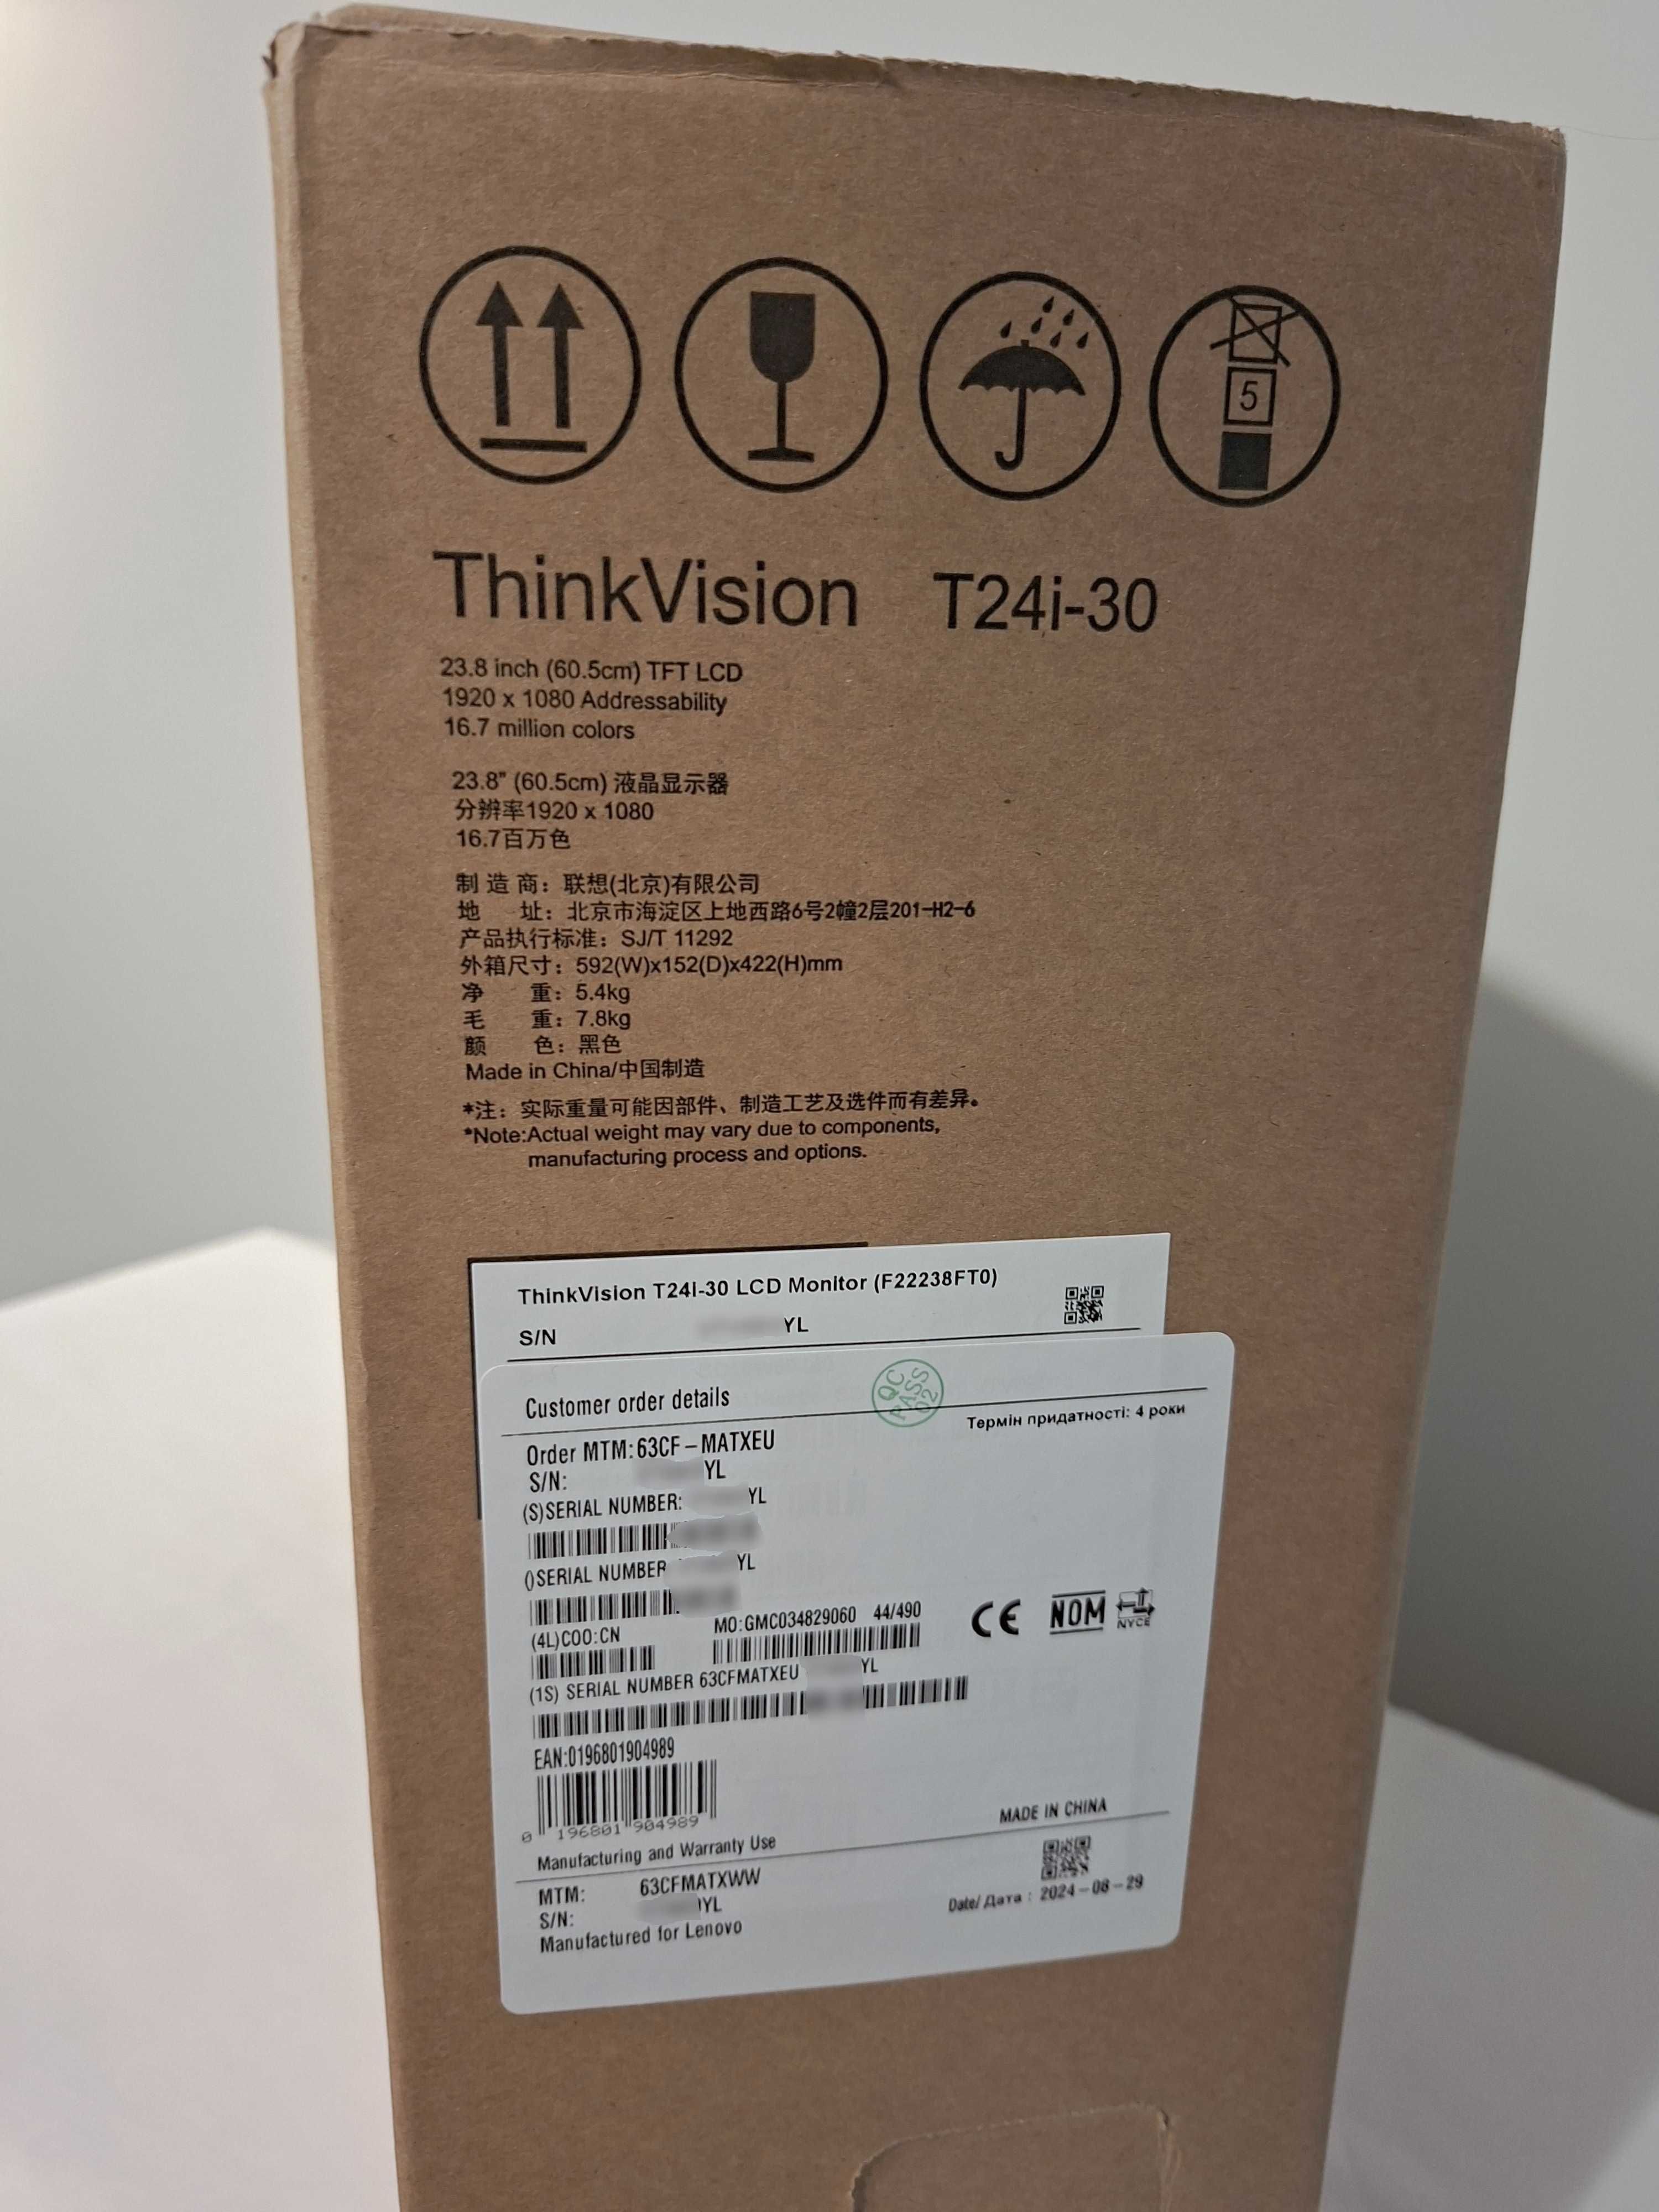 5
ThinkVision T24i-30
23.8 inch (60.5cm) TFT LCD
1920 x 1080 Addressability
16.7 million colors
23.8" (60.5cm) 液晶显示器
分辨率1920 x 1080
16.7百万色
制 造 商：联想(北京)有限公司
地 址：北京市海淀区上地西路6号2幢2层201-H2-6
产品执行标准：SJ/T 11292
外箱尺寸：592(W)x152(D)x422(H)mm
净 重：5.4kg
毛 重：7.8kg
颜 色：黑色
Made in China/中国制造
*注：实际重量可能因部件、制造工艺及选件而有差异。
*Note:Actual weight may vary due to components,
manufacturing process and options.
ThinkVision T24i-30 LCD Monitor (F22238FT0)
S/N YL
Customer order details
QC
PASS
02
Термін придатності: 4 роки
Order MTM:63CF-MATXEU
S/N: YL
(S)SERIAL NUMBER: YL
()SERIAL NUMBER YL
(4L)COO:CN
MO:GMC034829060 44/490
CE NOM NYCE
(1S) SERIAL NUMBER 63CFMATXEU YL
EAN:0196801904989
0 196801 904989
MADE IN CHINA
Manufacturing and Warranty Use
MTM: 63CFMATXWW
S/N: YL
Date/Дата : 2024-08-29
Manufactured for Lenovo